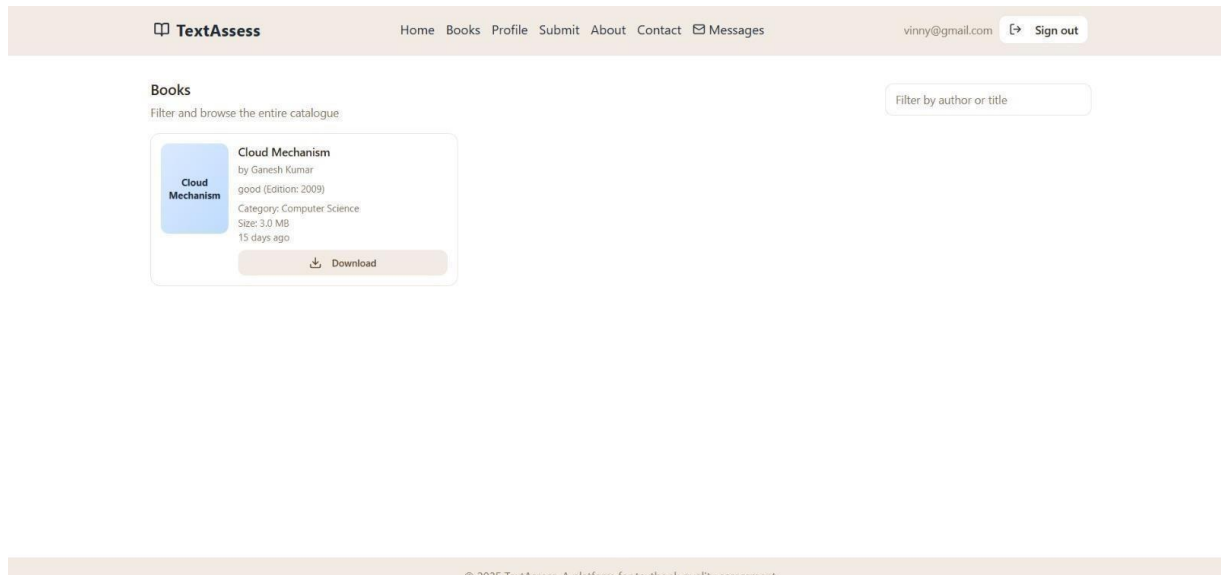 TextAssess
Home Books Profile Submit About Contact Messages
vinny@gmail.com
Sign out
Books
Filter and browse the entire catalogue
Filter by author or title
Cloud
Mechanism
Cloud Mechanism
by Ganesh Kumar
good (Edition: 2009)
Category: Computer Science
Size: 3.0 MB
15 days ago
Download
© 2025 TextAssess